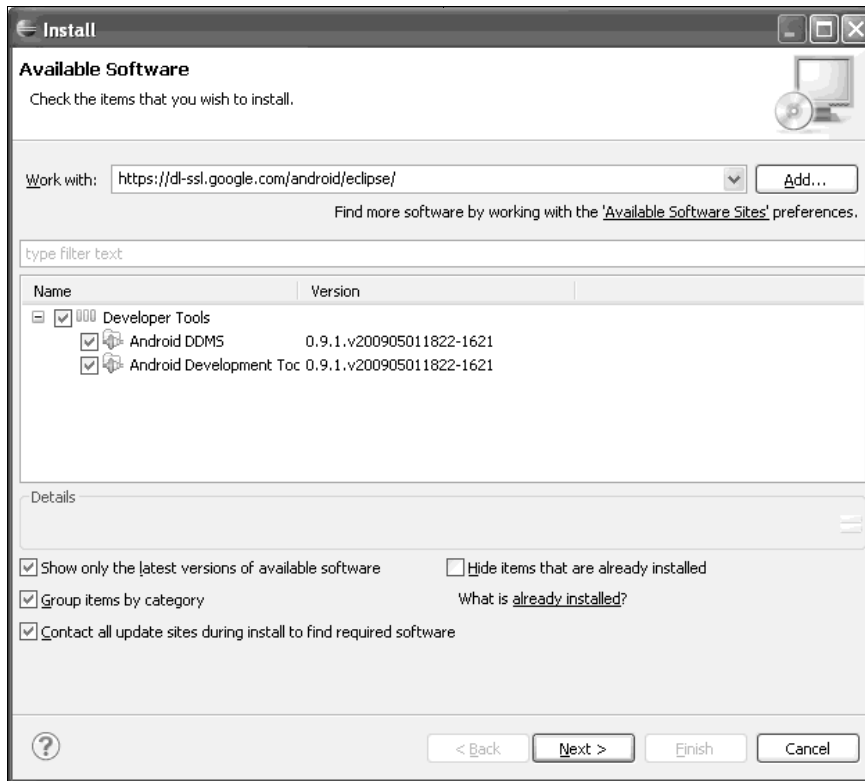 Install
Available Software
Check the items that you wish to install.
Work with: https://dl-ssl.google.com/android/eclipse/ Add...
Find more software by working with the 'Available Software Sites' preferences.
type filter text
Name Version
Developer Tools
Android DDMS 0.9.1.v200905011822-1621
Android Development Toc 0.9.1.v200905011822-1621
Details
Show only the latest versions of available software Hide items that are already installed
Group items by category What is already installed?
Contact all update sites during install to find required software
? < Back Next > Finish Cancel